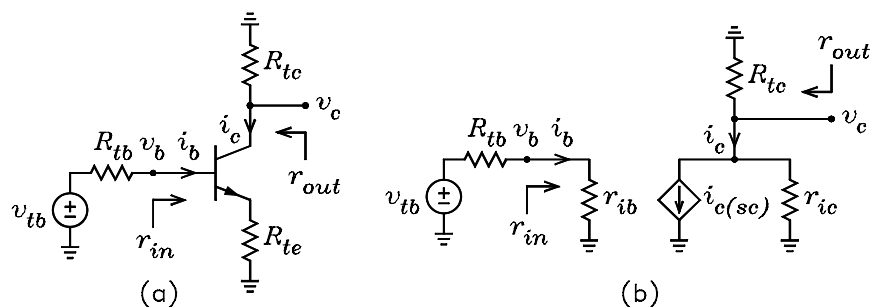 R_tc
v_c
i_c
r_out
R_tb
v_b
i_b
v_tb
r_in
R_te
(a)
R_tc
r_out
v_c
i_c
R_tb
v_b
i_b
v_tb
r_in
r_ib
i_c(sc)
r_ic
(b)